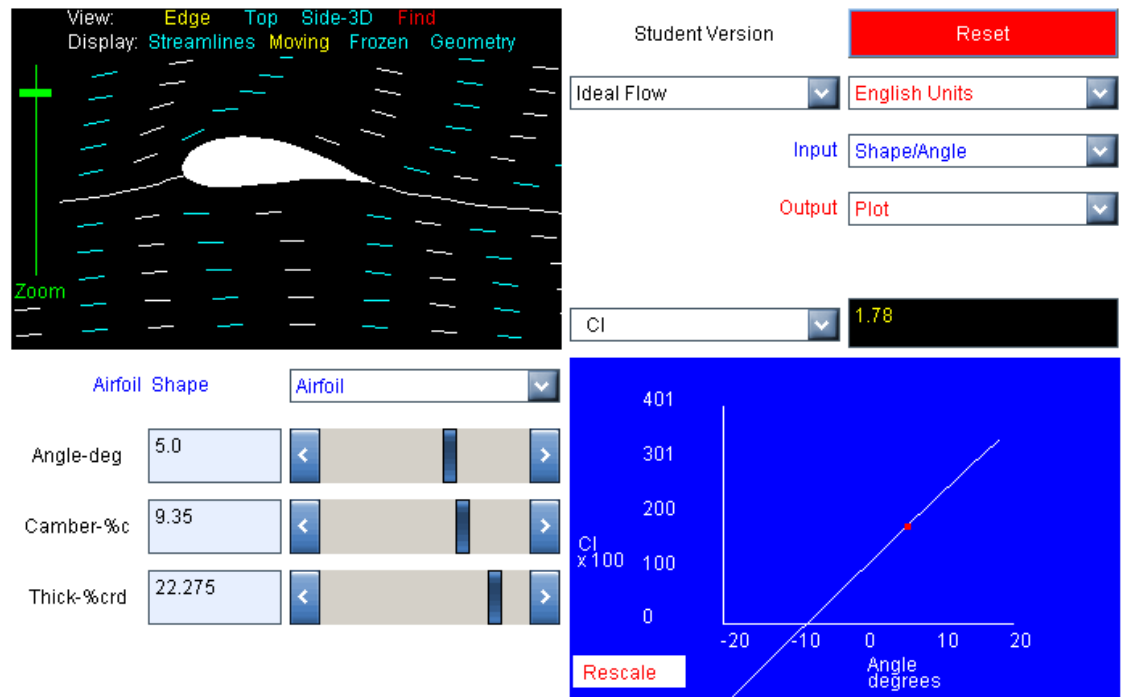 View: Edge Top Side-3D Find
Display: Streamlines Moving Frozen Geometry
Zoom
Student Version Reset
Ideal Flow English Units
Input Shape/Angle
Output Plot
Cl 1.78
Airfoil Shape Airfoil
Angle-deg 5.0 < >
Camber-%c 9.35 < >
Thick-%crd 22.275 < >
401
301
200
Cl
x 100 100
0
-20 -10 0 10 20
Angle
degrees
Rescale